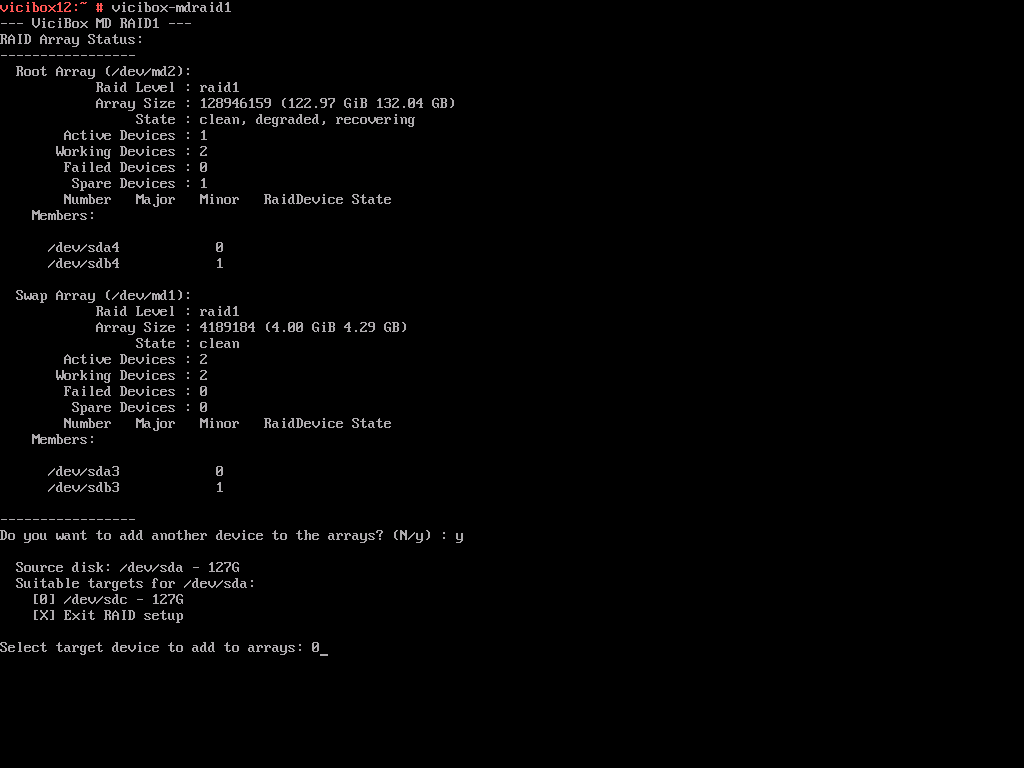 vicibox12:~ # vicibox-mdraid1
--- ViciBox MD RAID1 ---
RAID Array Status:
-----------------
  Root Array (/dev/md2):
            Raid Level : raid1
            Array Size : 128946159 (122.97 GiB 132.04 GB)
                 State : clean, degraded, recovering
        Active Devices : 1
       Working Devices : 2
        Failed Devices : 0
         Spare Devices : 1
        Number   Major   Minor   RaidDevice State
    Members:
      /dev/sda4            0
      /dev/sdb4            1
  Swap Array (/dev/md1):
            Raid Level : raid1
            Array Size : 4189184 (4.00 GiB 4.29 GB)
                 State : clean
        Active Devices : 2
       Working Devices : 2
        Failed Devices : 0
         Spare Devices : 0
        Number   Major   Minor   RaidDevice State
    Members:
      /dev/sda3            0
      /dev/sdb3            1
-----------------
Do you want to add another device to the arrays? (N/y) : y
  Source disk: /dev/sda - 127G
  Suitable targets for /dev/sda:
    [0] /dev/sdc - 127G
    [X] Exit RAID setup
Select target device to add to arrays: 0_